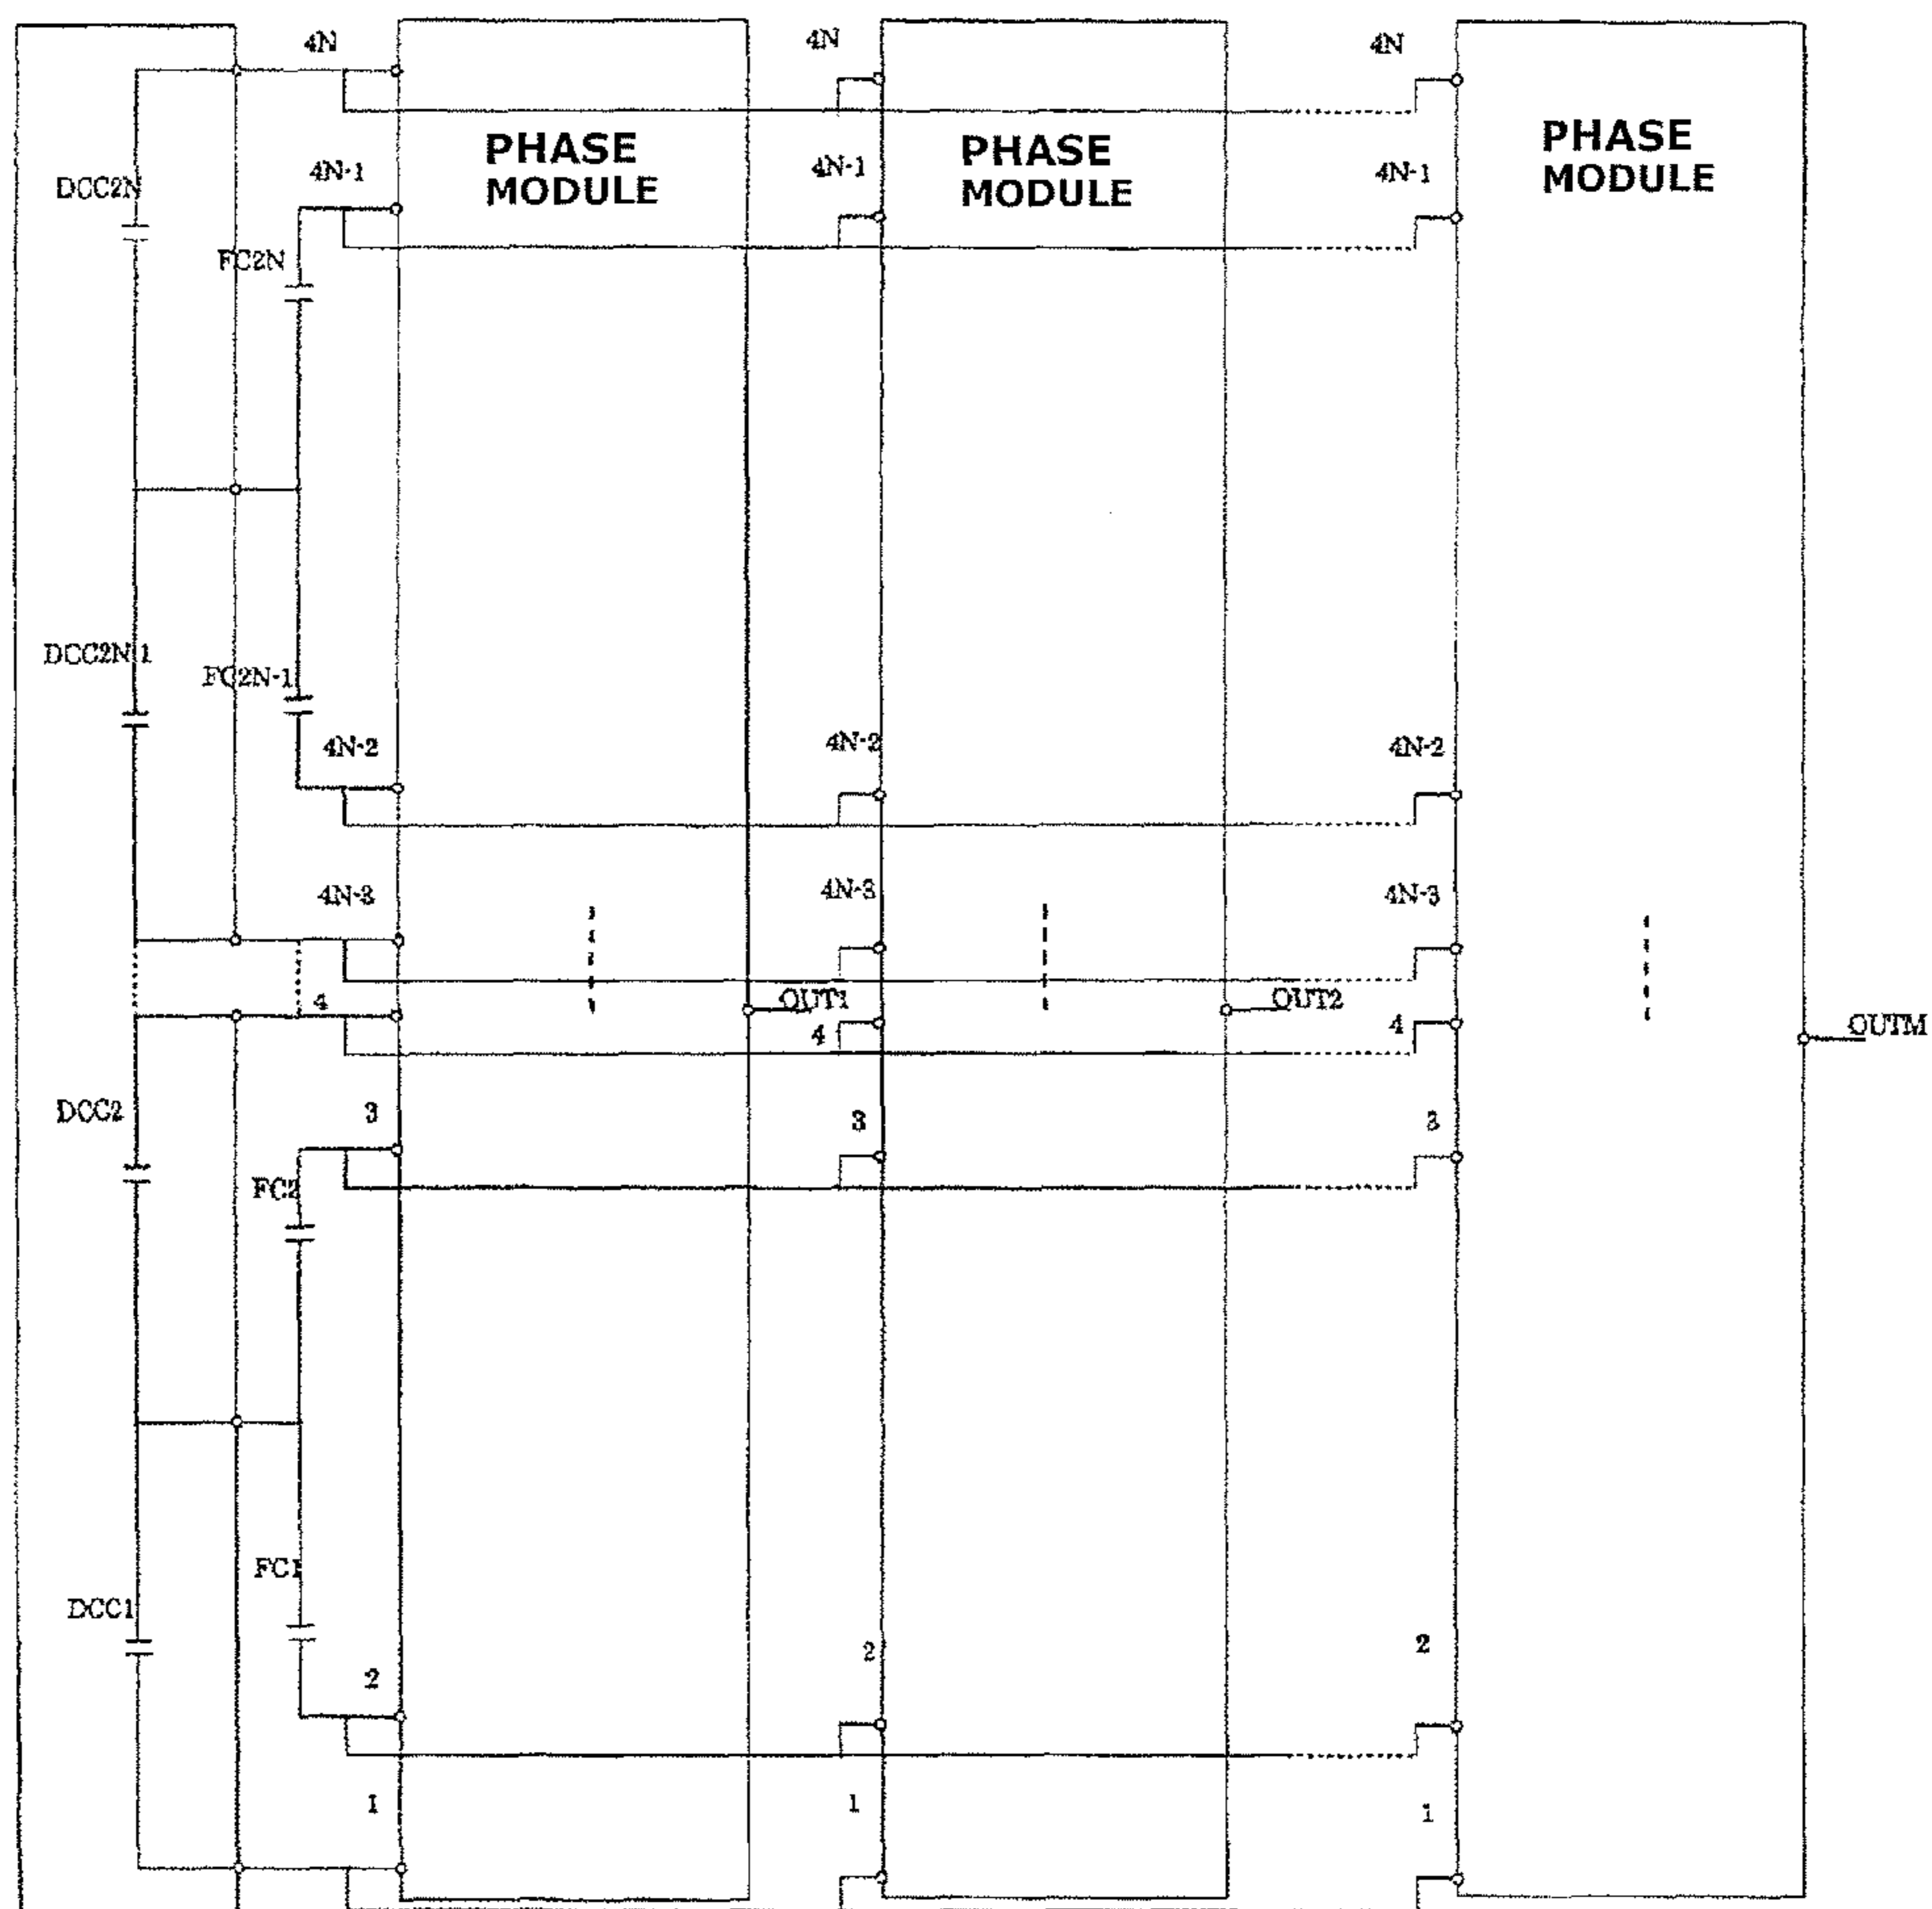 4N
4N
4N
PHASE
MODULE
PHASE
MODULE
PHASE
MODULE
4N-1
4N-1
4N-1
DCC2N
FC2N
DCC2N-1
FC2N-1
4N-2
4N-2
4N-2
4N-3
4N-3
4N-3
4
OUT1
OUT2
4
4
OUTM
DCC2
3
3
3
FC2
FC1
DCC1
2
2
2
1
1
1